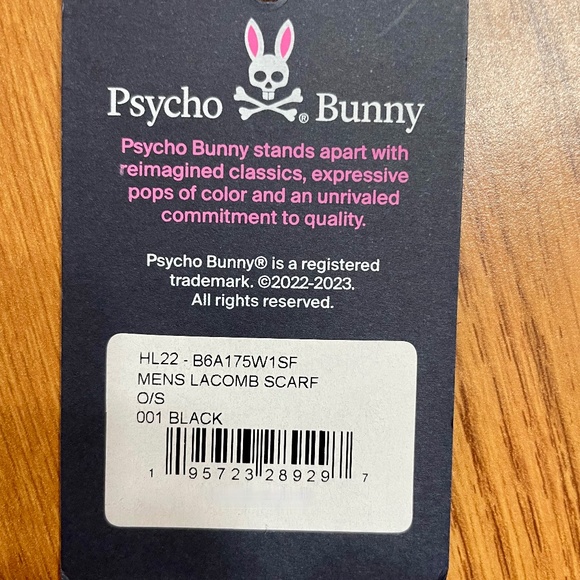 Psycho ® Bunny
Psycho Bunny stands apart with
reimagined classics, expressive
pops of color and an unrivaled
commitment to quality.
Psycho Bunny® is a registered
trademark. ©2022-2023.
All rights reserved.
HL22 - B6A175W1SF
MENS LACOMB SCARF
O/S
001 BLACK
1 95723 28929 7